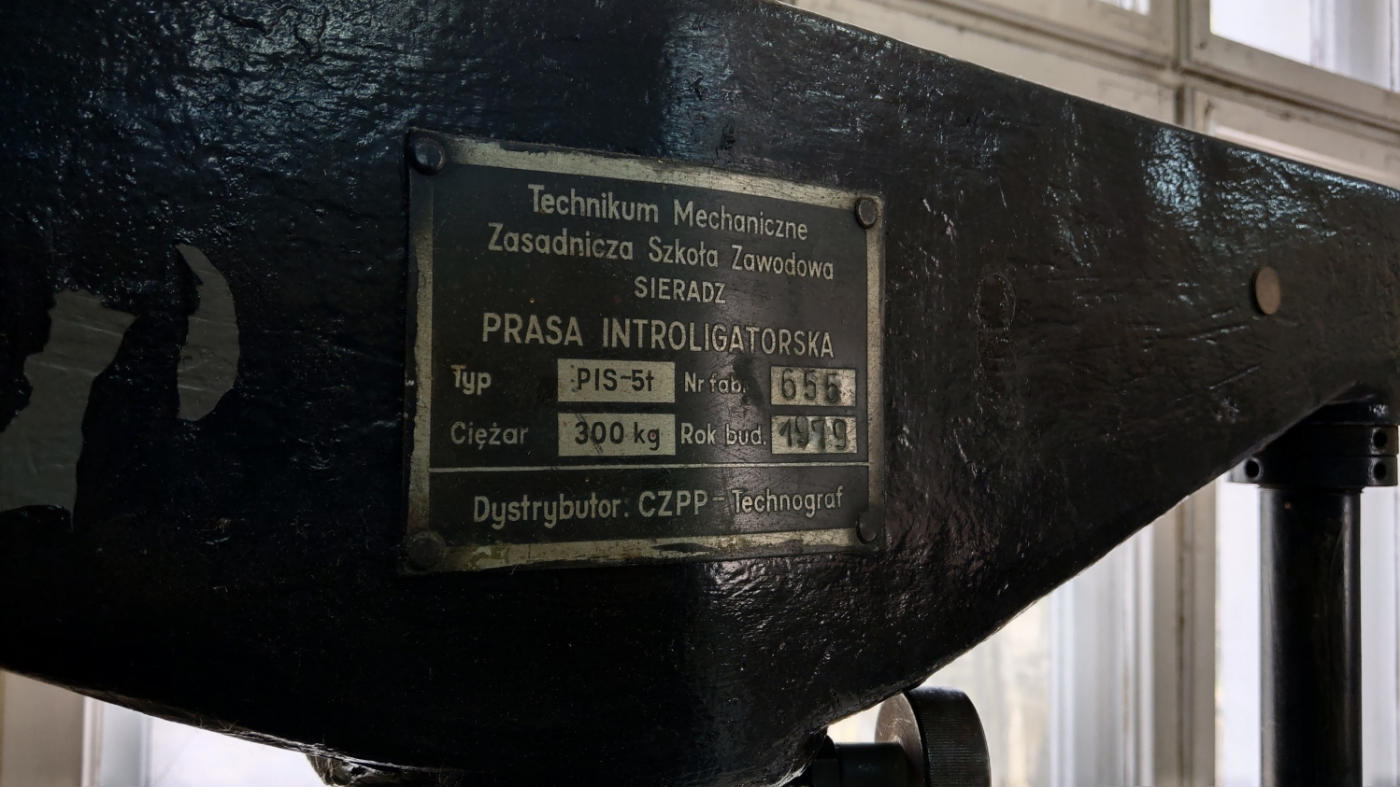 Technikum Mechaniczne
Zasadnicza Szkoła Zawodowa
SIERADZ
PRASA INTROLIGATORSKA
Typ PIS-5t Nr fab. 655
Ciężar 300 kg Rok bud. 1979
Dystrybutor: CZPP-Technograf